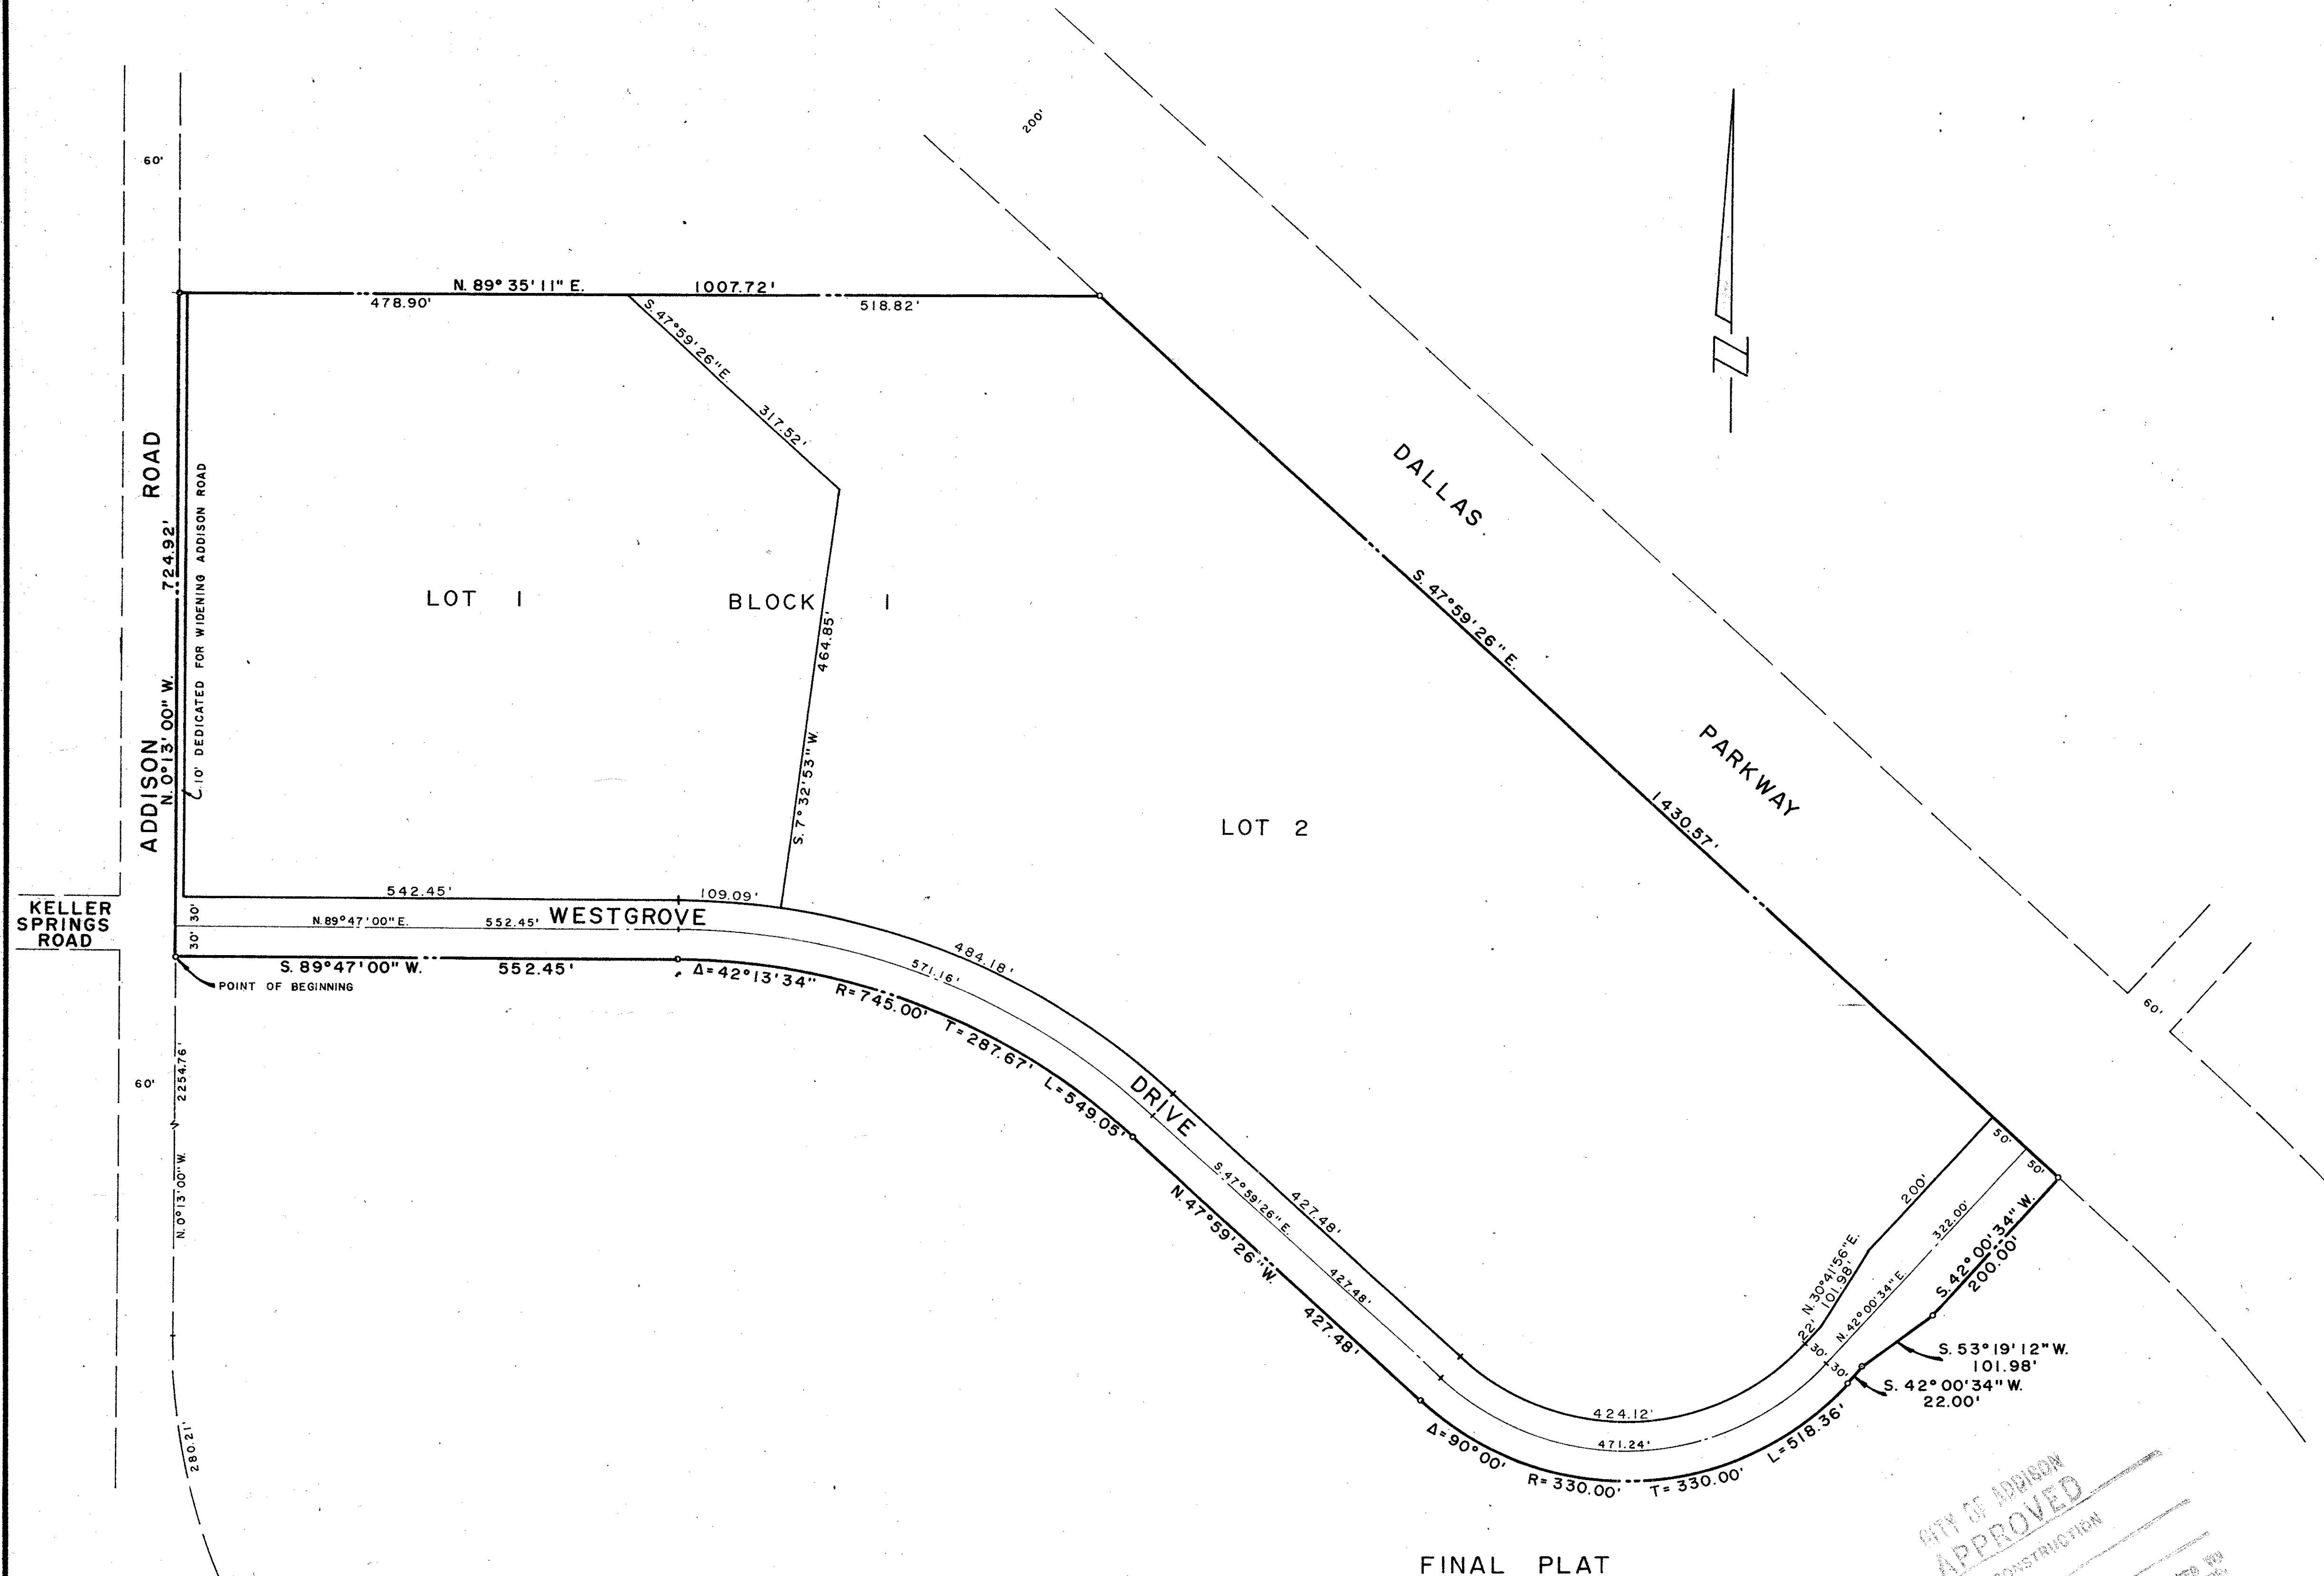 200'
60'
N. 89° 35' 11" E.
1007.72'
478.90'
518.82'
S. 47°59'26"E.
317.52'
N
DALLAS
PARKWAY
ADDISON ROAD
724.92'
N. 0°13'00" W.
10' DEDICATED FOR WIDENING ADDISON ROAD
LOT 1
BLOCK 1
464.85'
S. 7°32'53" W.
S. 47°59'26" E.
1430.57'
LOT 2
542.45'
109.09'
KELLER
SPRINGS
ROAD
30'
30'
N. 89°47'00" E.
552.45'
WESTGROVE
DRIVE
484.18'
571.16'
S. 89°47'00" W.
552.45'
Δ=42°13'34"
R=745.00'
T=287.67'
L=549.05'
POINT OF BEGINNING
2254.76'
60'
N. 0°13'00" W.
280.21'
60'
S. 47°59'26" E.
427.48'
427.48'
N. 47°59'26" W.
427.48'
50'
50'
200'
322.00'
N. 30°41'56" E.
101.98'
N. 42°00'34" E.
22'
30'
30'
S. 42°00'34" W.
200.00'
S. 53°19'12" W.
101.98'
S. 42°00'34" W.
22.00'
424.12'
471.24'
Δ=90°00'
R=330.00'
T=330.00'
L=518.36'
CITY OF ADDISON
APPROVED
CONSTRUCTION
FINAL PLAT